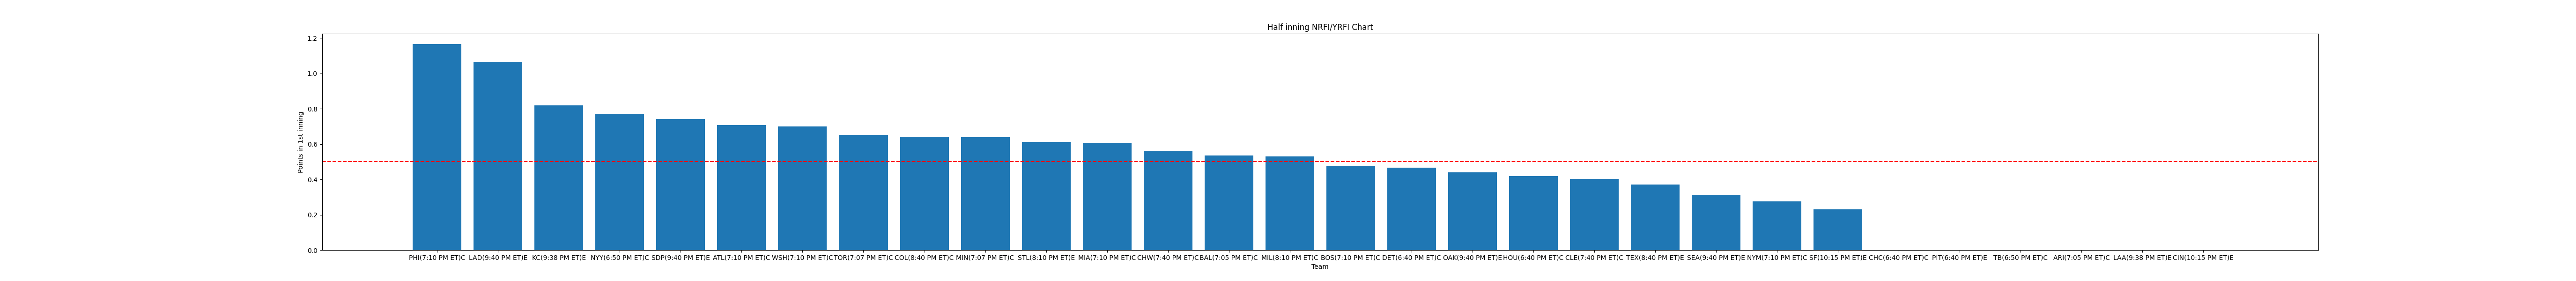 Half inning NRFI/YRFI Chart
1.2
1.0
0.8
0.6
0.4
0.2
0.0
Points in 1st inning
PHI(7:10 PM ET)C LAD(9:40 PM ET)E KC(9:38 PM ET)E NYY(6:50 PM ET)C SDP(9:40 PM ET)E ATL(7:10 PM ET)C WSH(7:10 PM ET)C TOR(7:07 PM ET)C COL(8:40 PM ET)C MIN(7:07 PM ET)C STL(8:10 PM ET)E MIA(7:10 PM ET)C CHW(7:40 PM ET)C BAL(7:05 PM ET)C MIL(8:10 PM ET)E BOS(7:10 PM ET)C DET(6:40 PM ET)C OAK(9:40 PM ET)E HOU(6:40 PM ET)C CLE(7:40 PM ET)C TEX(8:40 PM ET)E SEA(9:40 PM ET)E NYM(7:10 PM ET)C SF(10:15 PM ET)E CHC(6:40 PM ET)C PIT(6:40 PM ET)E TB(6:50 PM ET)C ARI(7:05 PM ET)C LAA(9:38 PM ET)E CIN(10:15 PM ET)E
Team